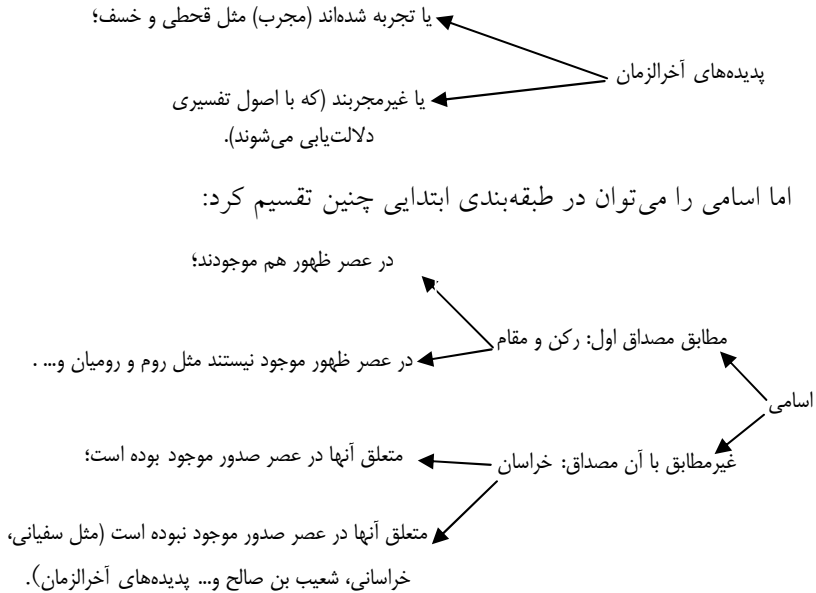 یا تجربه شده‌اند (مجرب) مثل قحطی و خسف؛
پدیده‌های آخرالزمان
یا غیرمجربند (که با اصول تفسیری
دلالت‌یابی می‌شوند).
اما اسامی را می‌توان در طبقه‌بندی ابتدایی چنین تقسیم کرد:
در عصر ظهور هم موجودند؛
مطابق مصداق اول: رکن و مقام
در عصر ظهور موجود نیستند مثل روم و رومیان و... .
اسامی
غیرمطابق با آن مصداق: خراسان
متعلق آنها در عصر صدور موجود بوده است؛
متعلق آنها در عصر صدور موجود نبوده است (مثل سفیانی،
خراسانی، شعیب بن صالح و... پدیده‌های آخرالزمان).